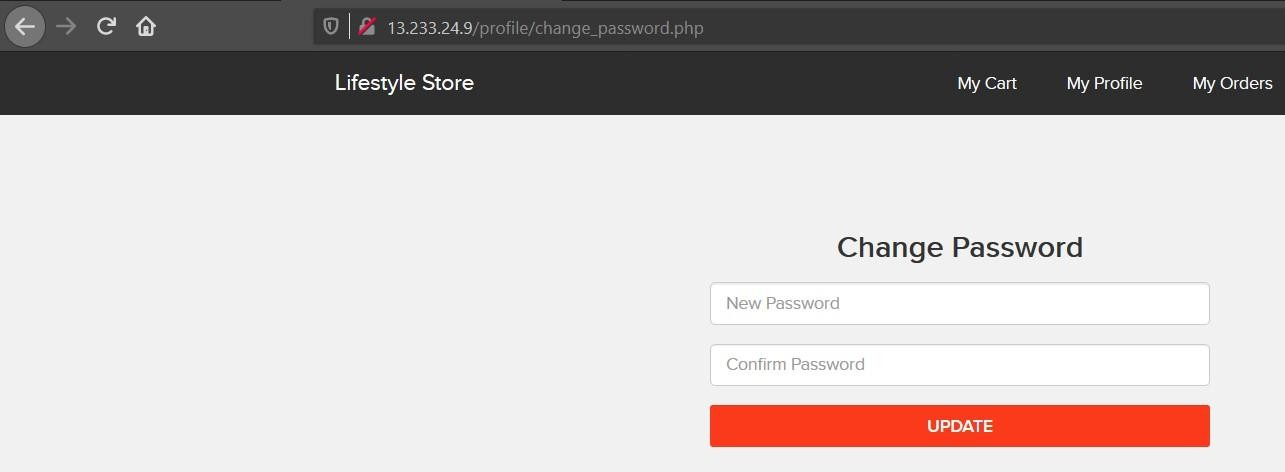 13.233.24.9/profile/change_password.php
Lifestyle Store My Cart My Profile My Orders
Change Password
New Password
Confirm Password
UPDATE